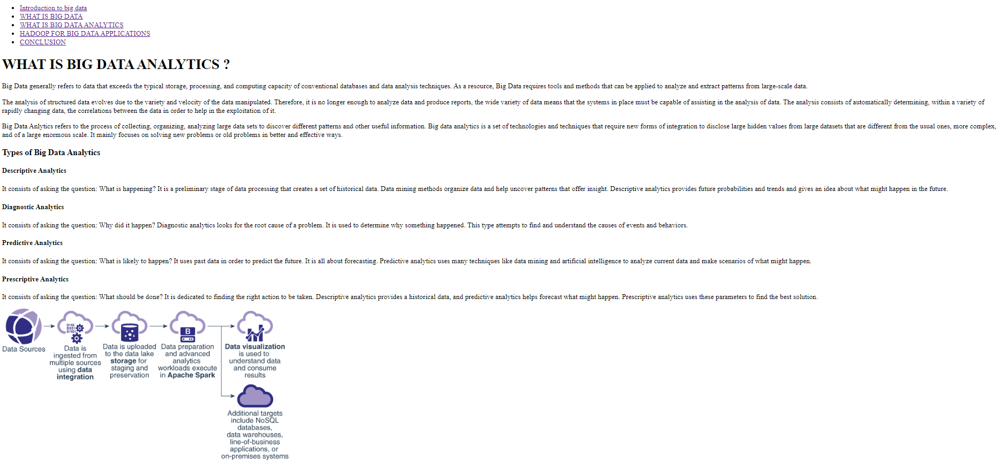 Introduction to big data
WHAT IS BIG DATA
WHAT IS BIG DATA ANALYTICS
HADOOP FOR BIG DATA APPLICATIONS
CONCLUSION
WHAT IS BIG DATA ANALYTICS ?
Big Data generally refers to data that exceeds the typical storage, processing, and computing capacity of conventional databases and data analysis techniques. As a resource, Big Data requires tools and methods that can be applied to analyze and extract patterns from large-scale data.
The analysis of structured data evolves due to the variety and velocity of the data manipulated. Therefore, it is no longer enough to analyze data and produce reports, the wide variety of data means that the systems in place must be capable of assisting in the analysis of data. The analysis consists of automatically determining, within a variety of
rapidly changing data, the correlations between the data in order to help in the exploitation of it.
Big Data Anlytics refers to the process of collecting, organizing, analyzing large data sets to discover different patterns and other useful information. Big data analytics is a set of technologies and techniques that require new forms of integration to disclose large hidden values from large datasets that are different from the usual ones, more complex,
and of a large enormous scale. It mainly focuses on solving new problems or old problems in better and effective ways.
Types of Big Data Analytics
Descriptive Analytics
It consists of asking the question: What is happening? It is a preliminary stage of data processing that creates a set of historical data. Data mining methods organize data and help uncover patterns that offer insight. Descriptive analytics provides future probabilities and trends and gives an idea about what might happen in the future.
Diagnostic Analytics
It consists of asking the question: Why did it happen? Diagnostic analytics looks for the root cause of a problem. It is used to determine why something happened. This type attempts to find and understand the causes of events and behaviors.
Predictive Analytics
It consists of asking the question: What is likely to happen? It uses past data in order to predict the future. It is all about forecasting. Predictive analytics uses many techniques like data mining and artificial intelligence to analyze current data and make scenarios of what might happen.
Prescriptive Analytics
It consists of asking the question: What should be done? It is dedicated to finding the right action to be taken. Descriptive analytics provides a historical data, and predictive analytics helps forecast what might happen. Prescriptive analytics uses these parameters to find the best solution.
Data Sources
0110
0001
01101
Data is
ingested from
multiple sources
using data
integration
Data is uploaded
to the data lake
storage for
staging and
preservation
B
Data preparation
and advanced
analytics
workloads execute
in Apache Spark
Data visualization
is used to
understand data
and consume
results
Additional targets
include NoSQL
databases,
data warehouses,
line-of-business
applications, or
on-premises systems